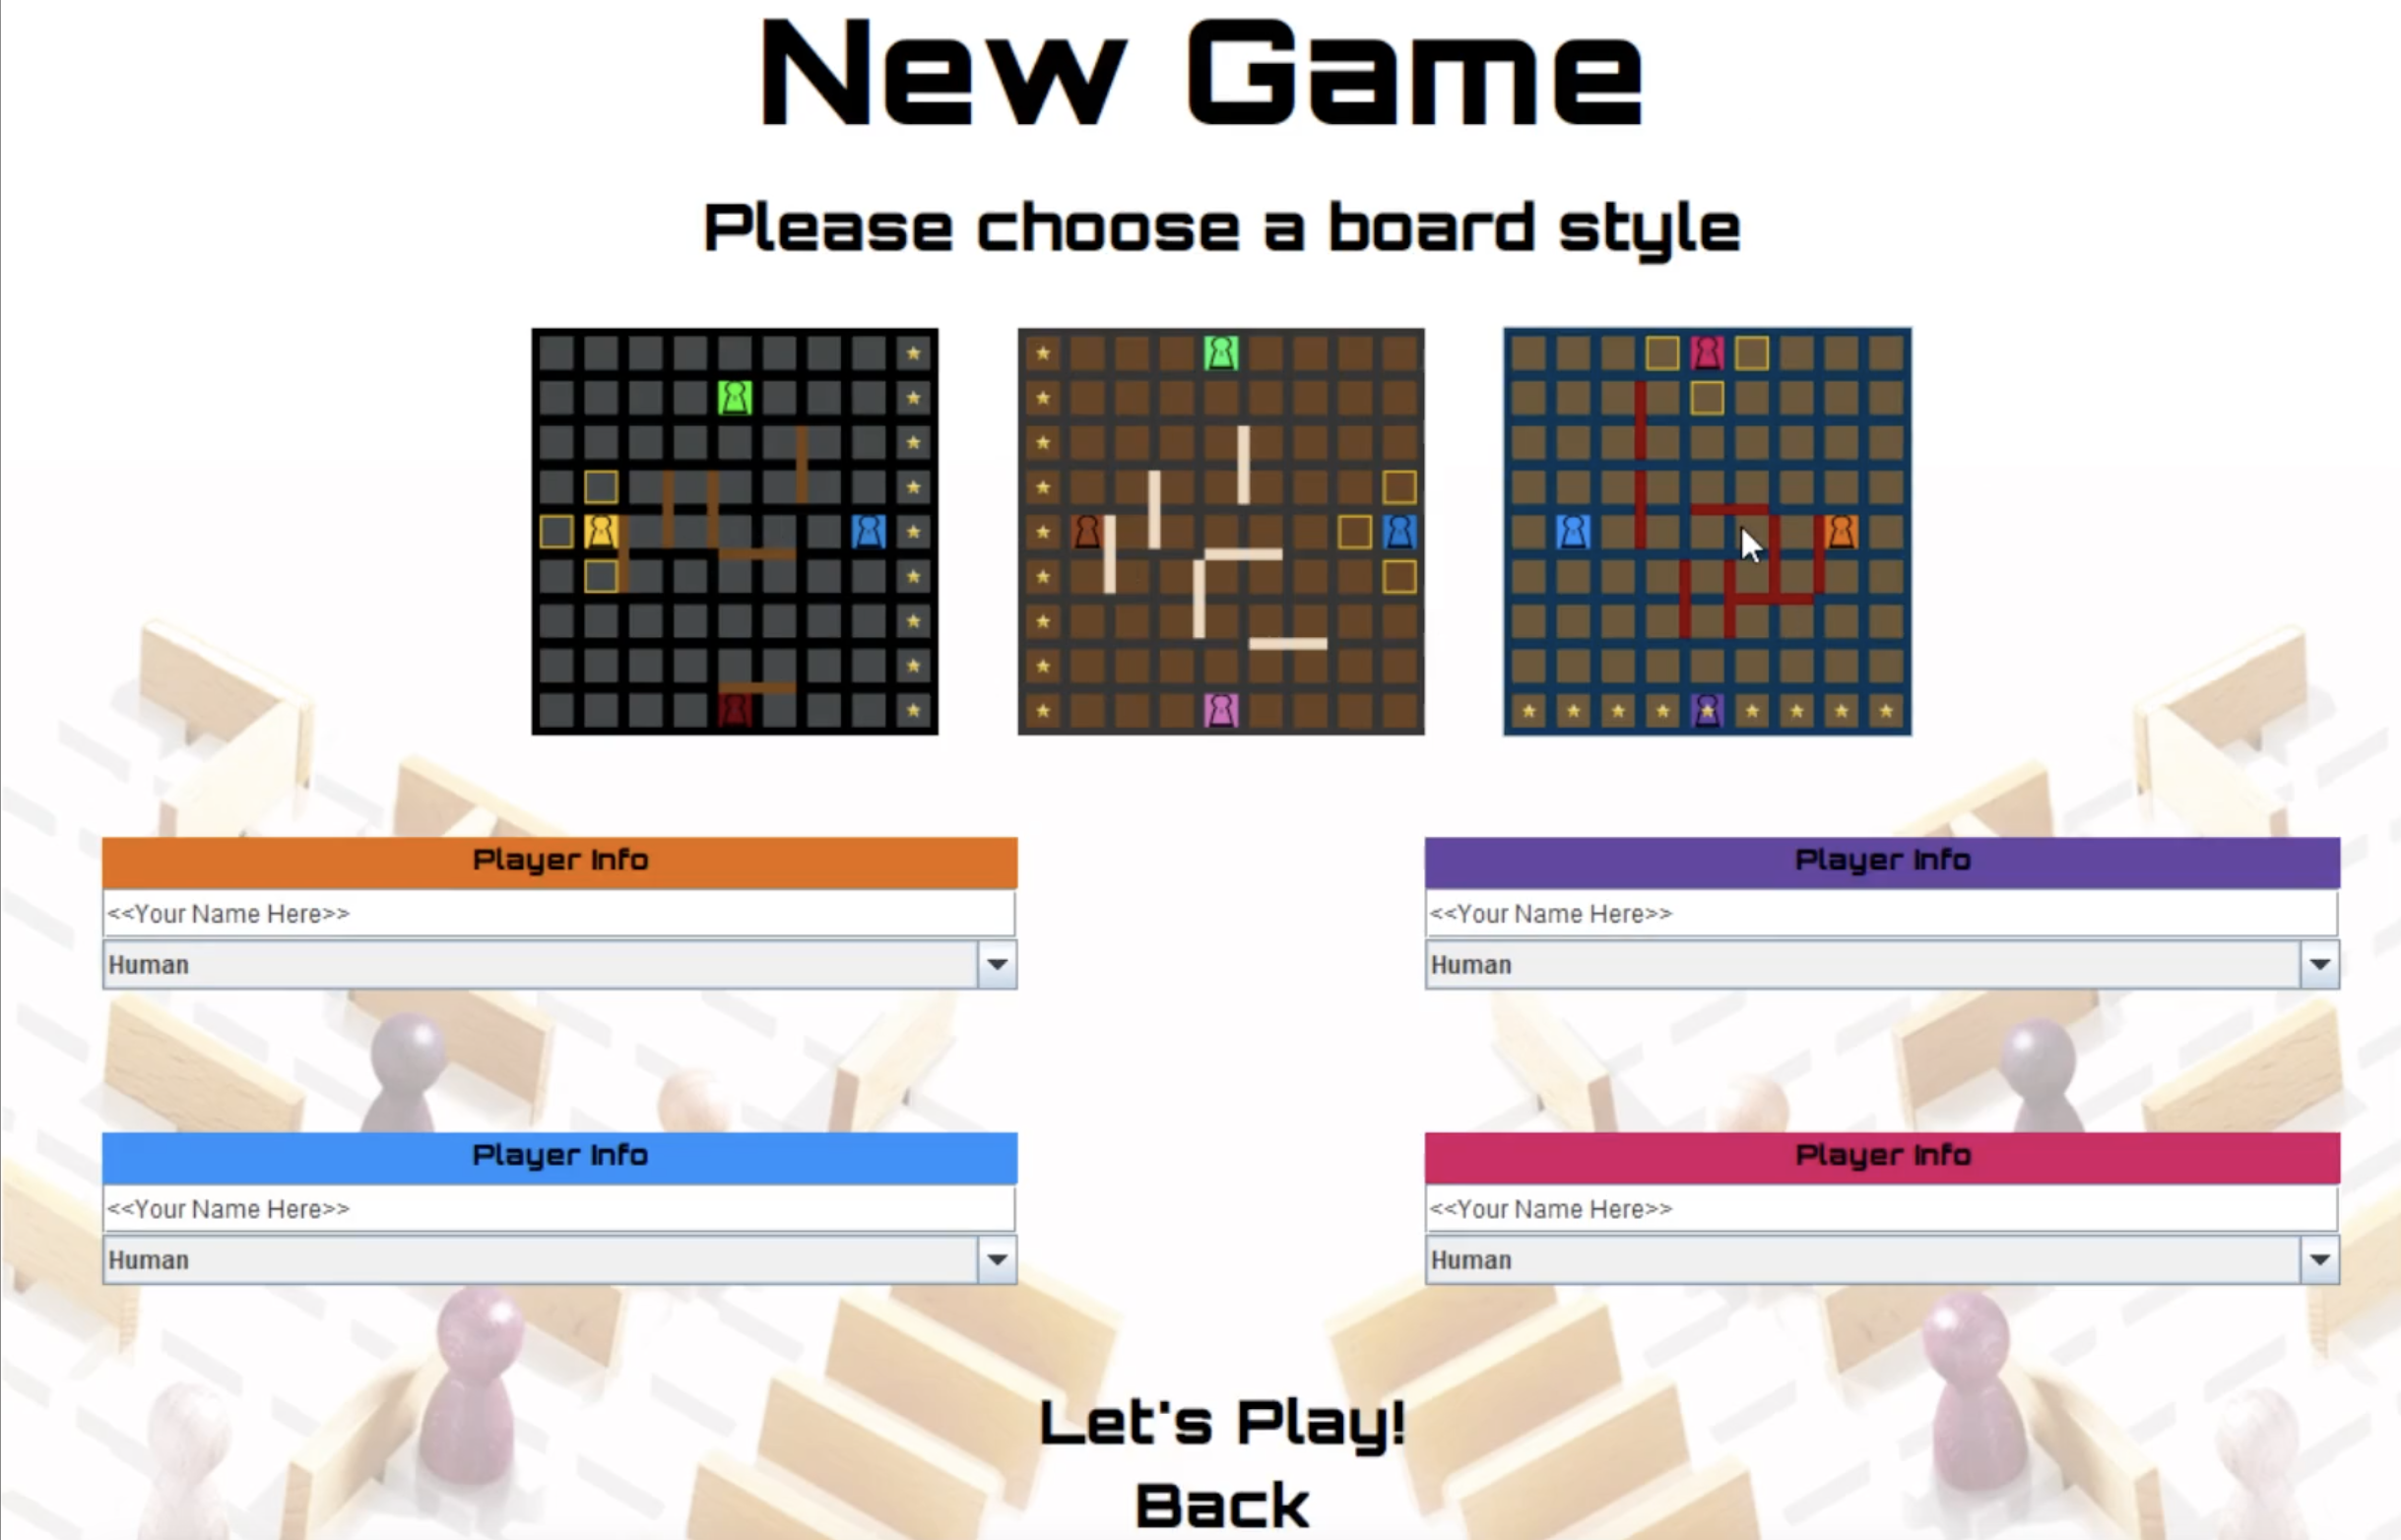 New Game
Please choose a board style
Player Info
<<Your Name Here>>
Human
Player Info
<<Your Name Here>>
Human
Player Info
<<Your Name Here>>
Human
Player Info
<<Your Name Here>>
Human
Let's Play!
Back